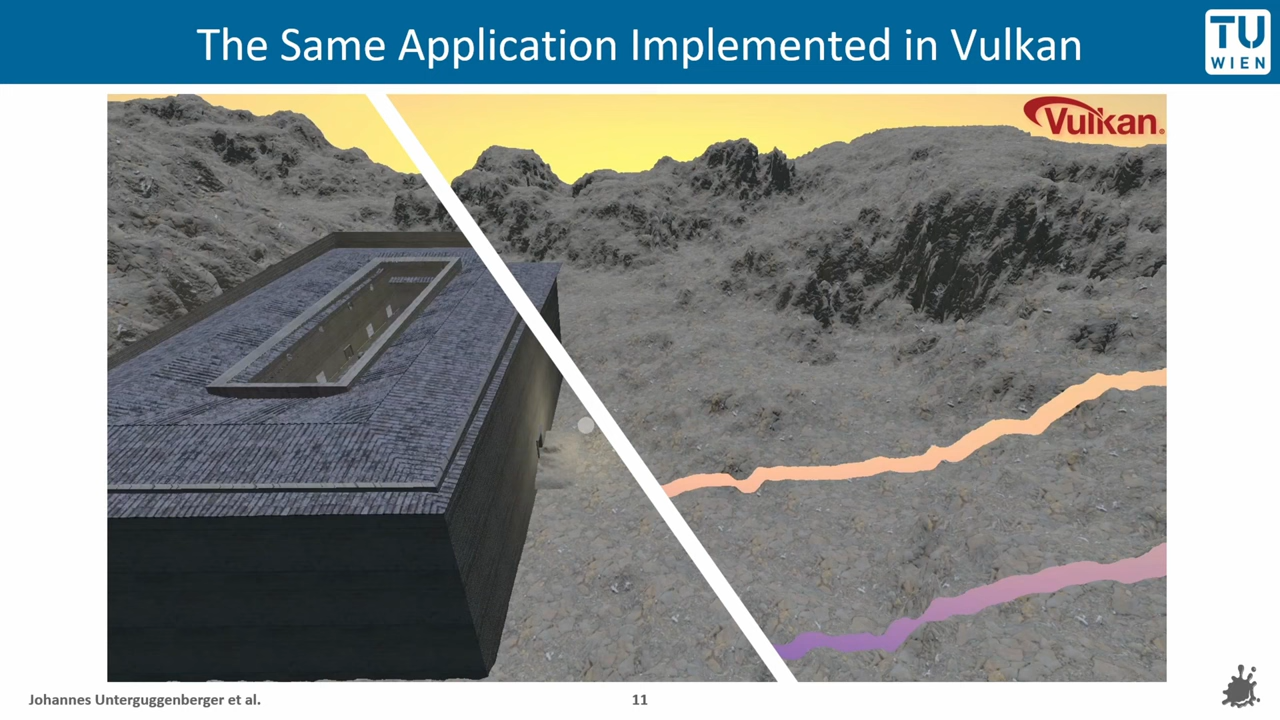 The Same Application Implemented in Vulkan
TU
WIEN
Vulkan®
Johannes Unterguggenberger et al.
11